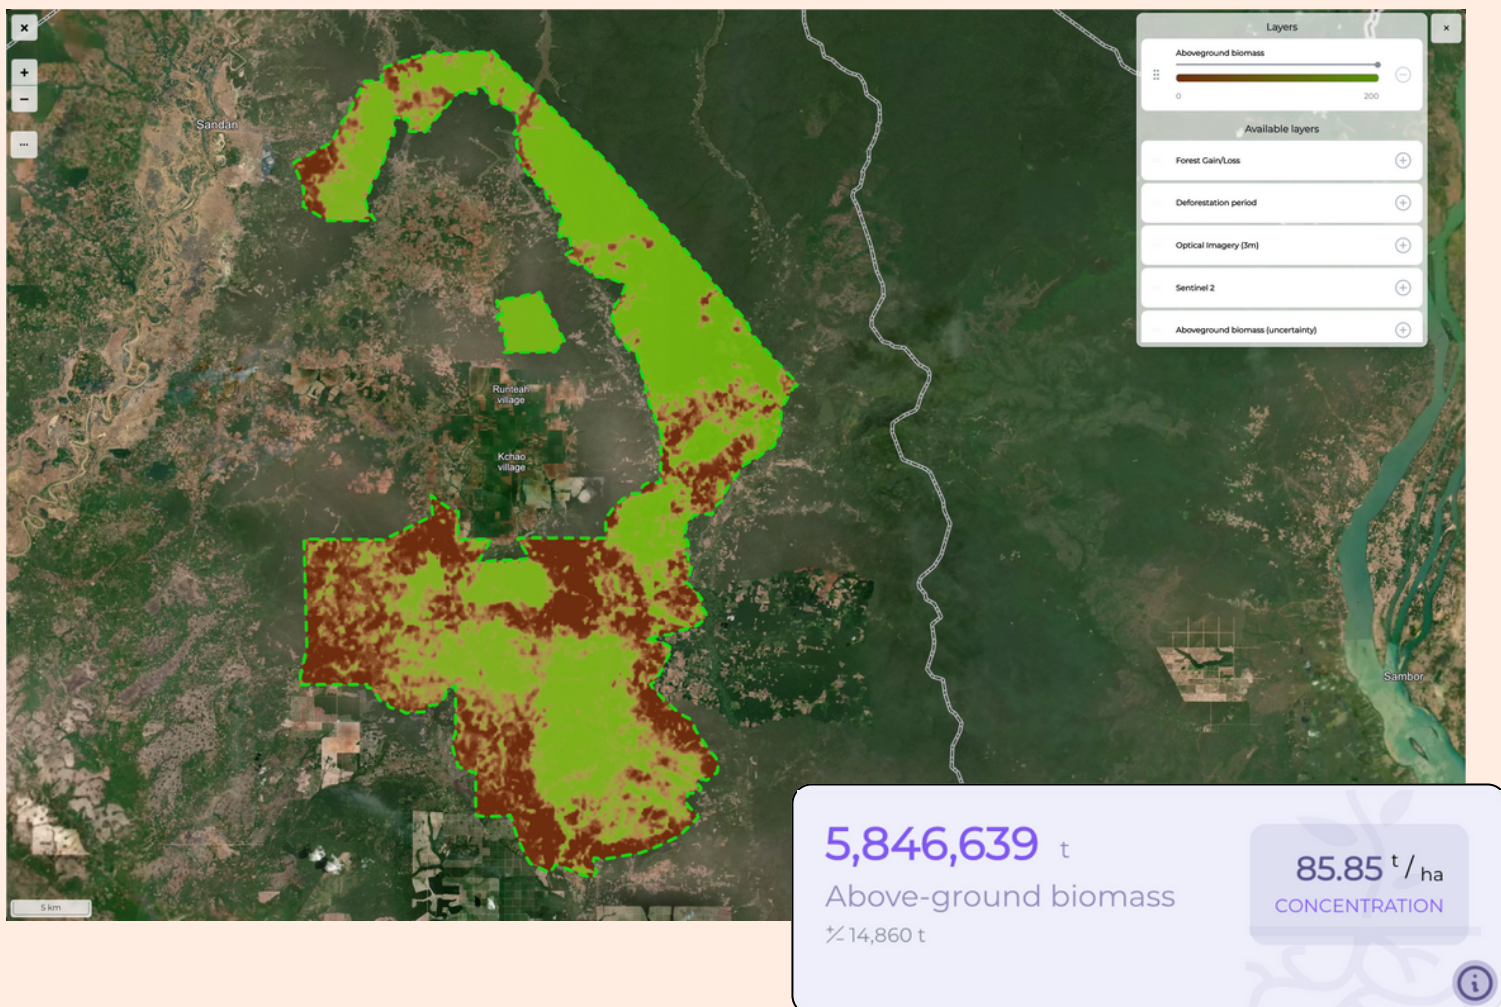 ×
+
−
...
Sandan
Runteah
village
Kchao
village
Sambor
5 km
Layers
×
Aboveground biomass
0 200
Available layers
Forest Gain/Loss
Deforestation period
Optical Imagery (3m)
Sentinel 2
Aboveground biomass (uncertainty)
5,846,639 t
Above-ground biomass
+/- 14,860 t
85.85 t / ha
CONCENTRATION
i